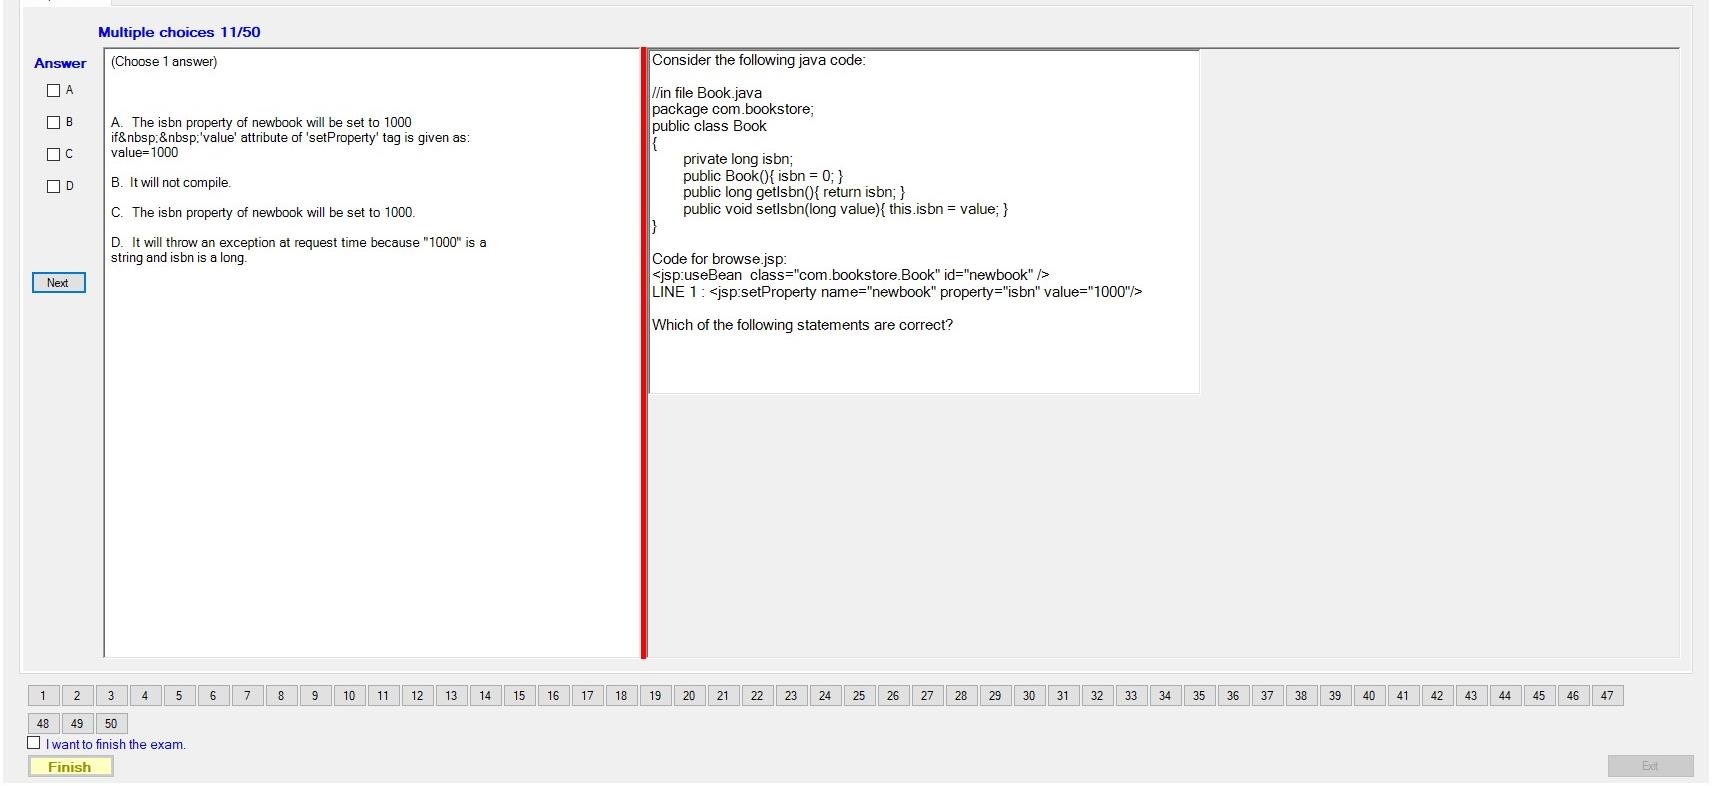 Multiple choices 11/50
Answer
A
B
C
D
Next
(Choose 1 answer)
A. The isbn property of newbook will be set to 1000
if&nbsp;&nbsp;'value' attribute of 'setProperty' tag is given as:
value=1000
B. It will not compile.
C. The isbn property of newbook will be set to 1000.
D. It will throw an exception at request time because "1000" is a
string and isbn is a long.
Consider the following java code:
//in file Book.java
package com.bookstore;
public class Book
{
private long isbn;
public Book(){ isbn = 0; }
public long getIsbn(){ return isbn; }
public void setIsbn(long value){ this.isbn = value; }
}
Code for browse.jsp:
<jsp:useBean class="com.bookstore.Book" id="newbook" />
LINE 1 : <jsp:setProperty name="newbook" property="isbn" value="1000"/>
Which of the following statements are correct?
1 2 3 4 5 6 7 8 9 10 11 12 13 14 15 16 17 18 19 20 21 22 23 24 25 26 27 28 29 30 31 32 33 34 35 36 37 38 39 40 41 42 43 44 45 46 47
48 49 50
I want to finish the exam.
Finish
Exit